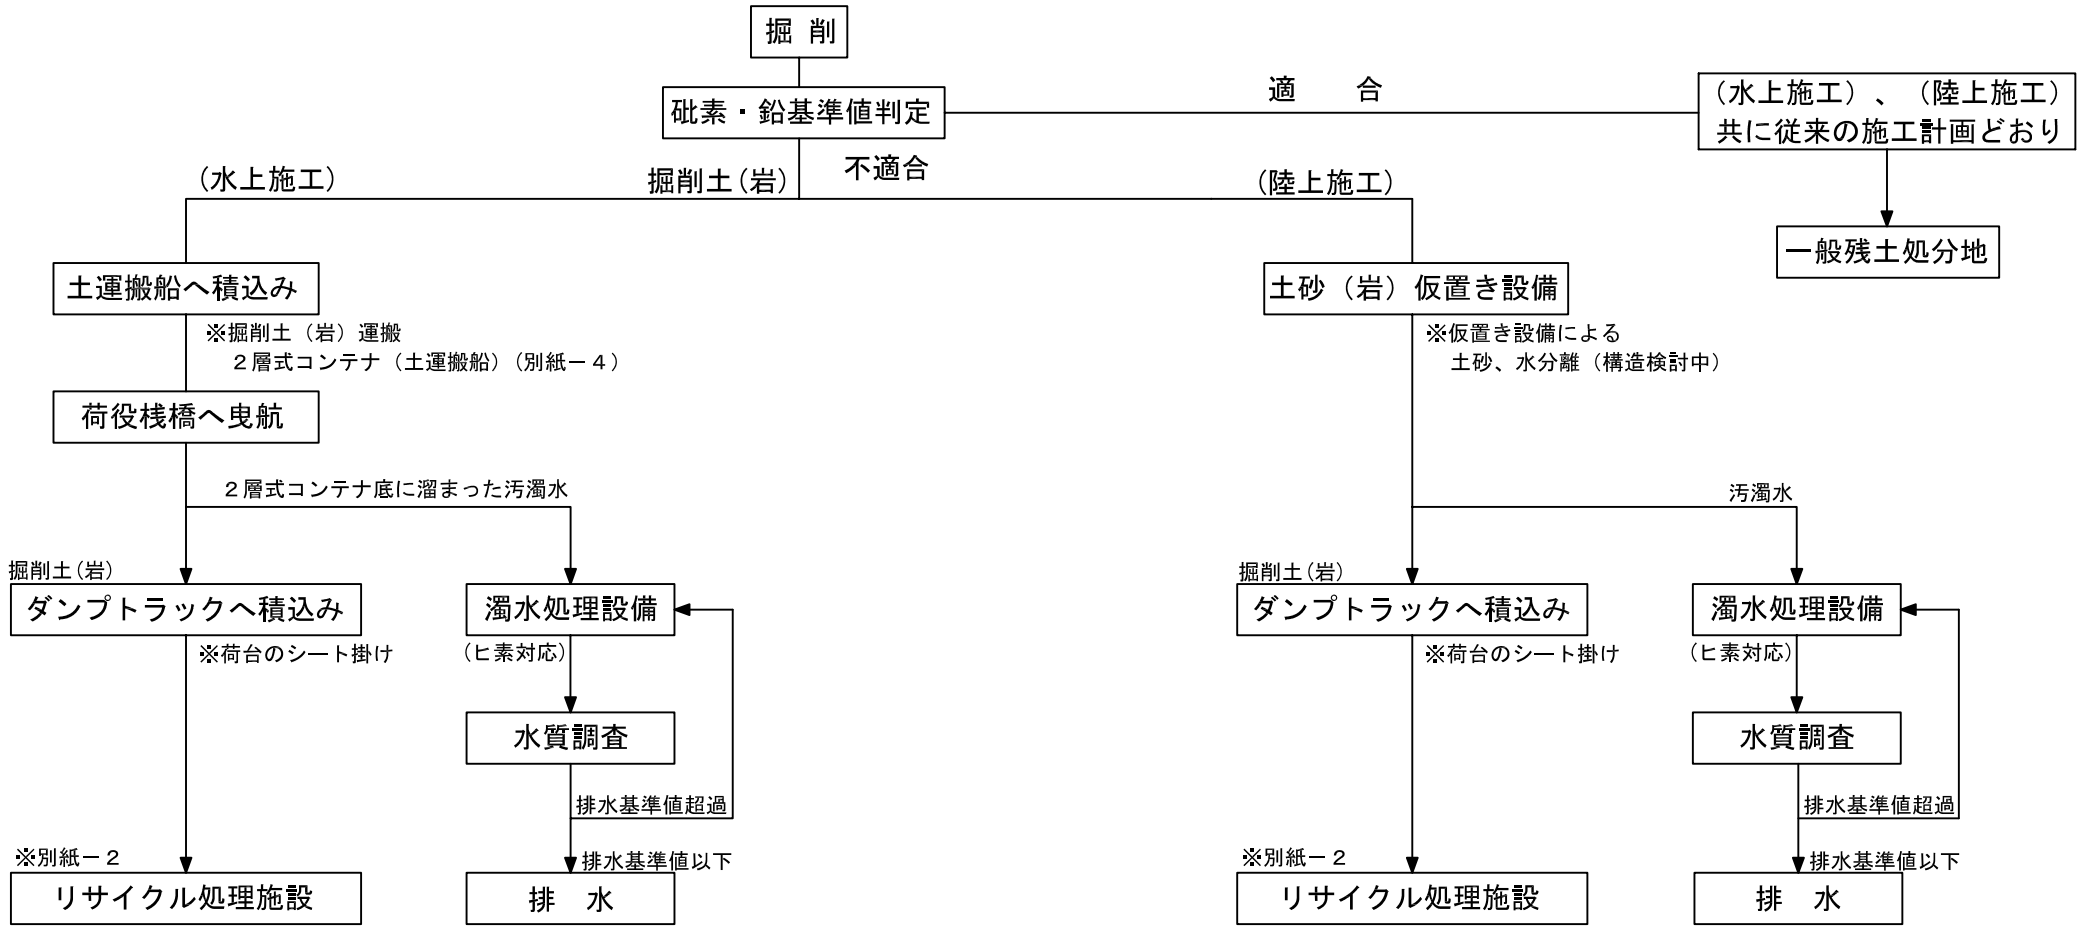 掘 削
砒素・鉛基準値判定
適　合
（水上施工）、（陸上施工）
共に従来の施工計画どおり
一般残土処分地
不適合
（水上施工）
掘削土（岩）
（陸上施工）
土運搬船へ積込み
※掘削土（岩）運搬
２層式コンテナ（土運搬船）（別紙－４）
荷役桟橋へ曳航
２層式コンテナ底に溜まった汚濁水
掘削土（岩）
ダンプトラックへ積込み
※荷台のシート掛け
濁水処理設備
（ヒ素対応）
水質調査
排水基準値超過
排水基準値以下
※別紙－２
リサイクル処理施設
排　水
土砂（岩）仮置き設備
※仮置き設備による
土砂、水分離（構造検討中）
汚濁水
掘削土（岩）
ダンプトラックへ積込み
※荷台のシート掛け
濁水処理設備
（ヒ素対応）
水質調査
排水基準値超過
排水基準値以下
※別紙－２
リサイクル処理施設
排　水